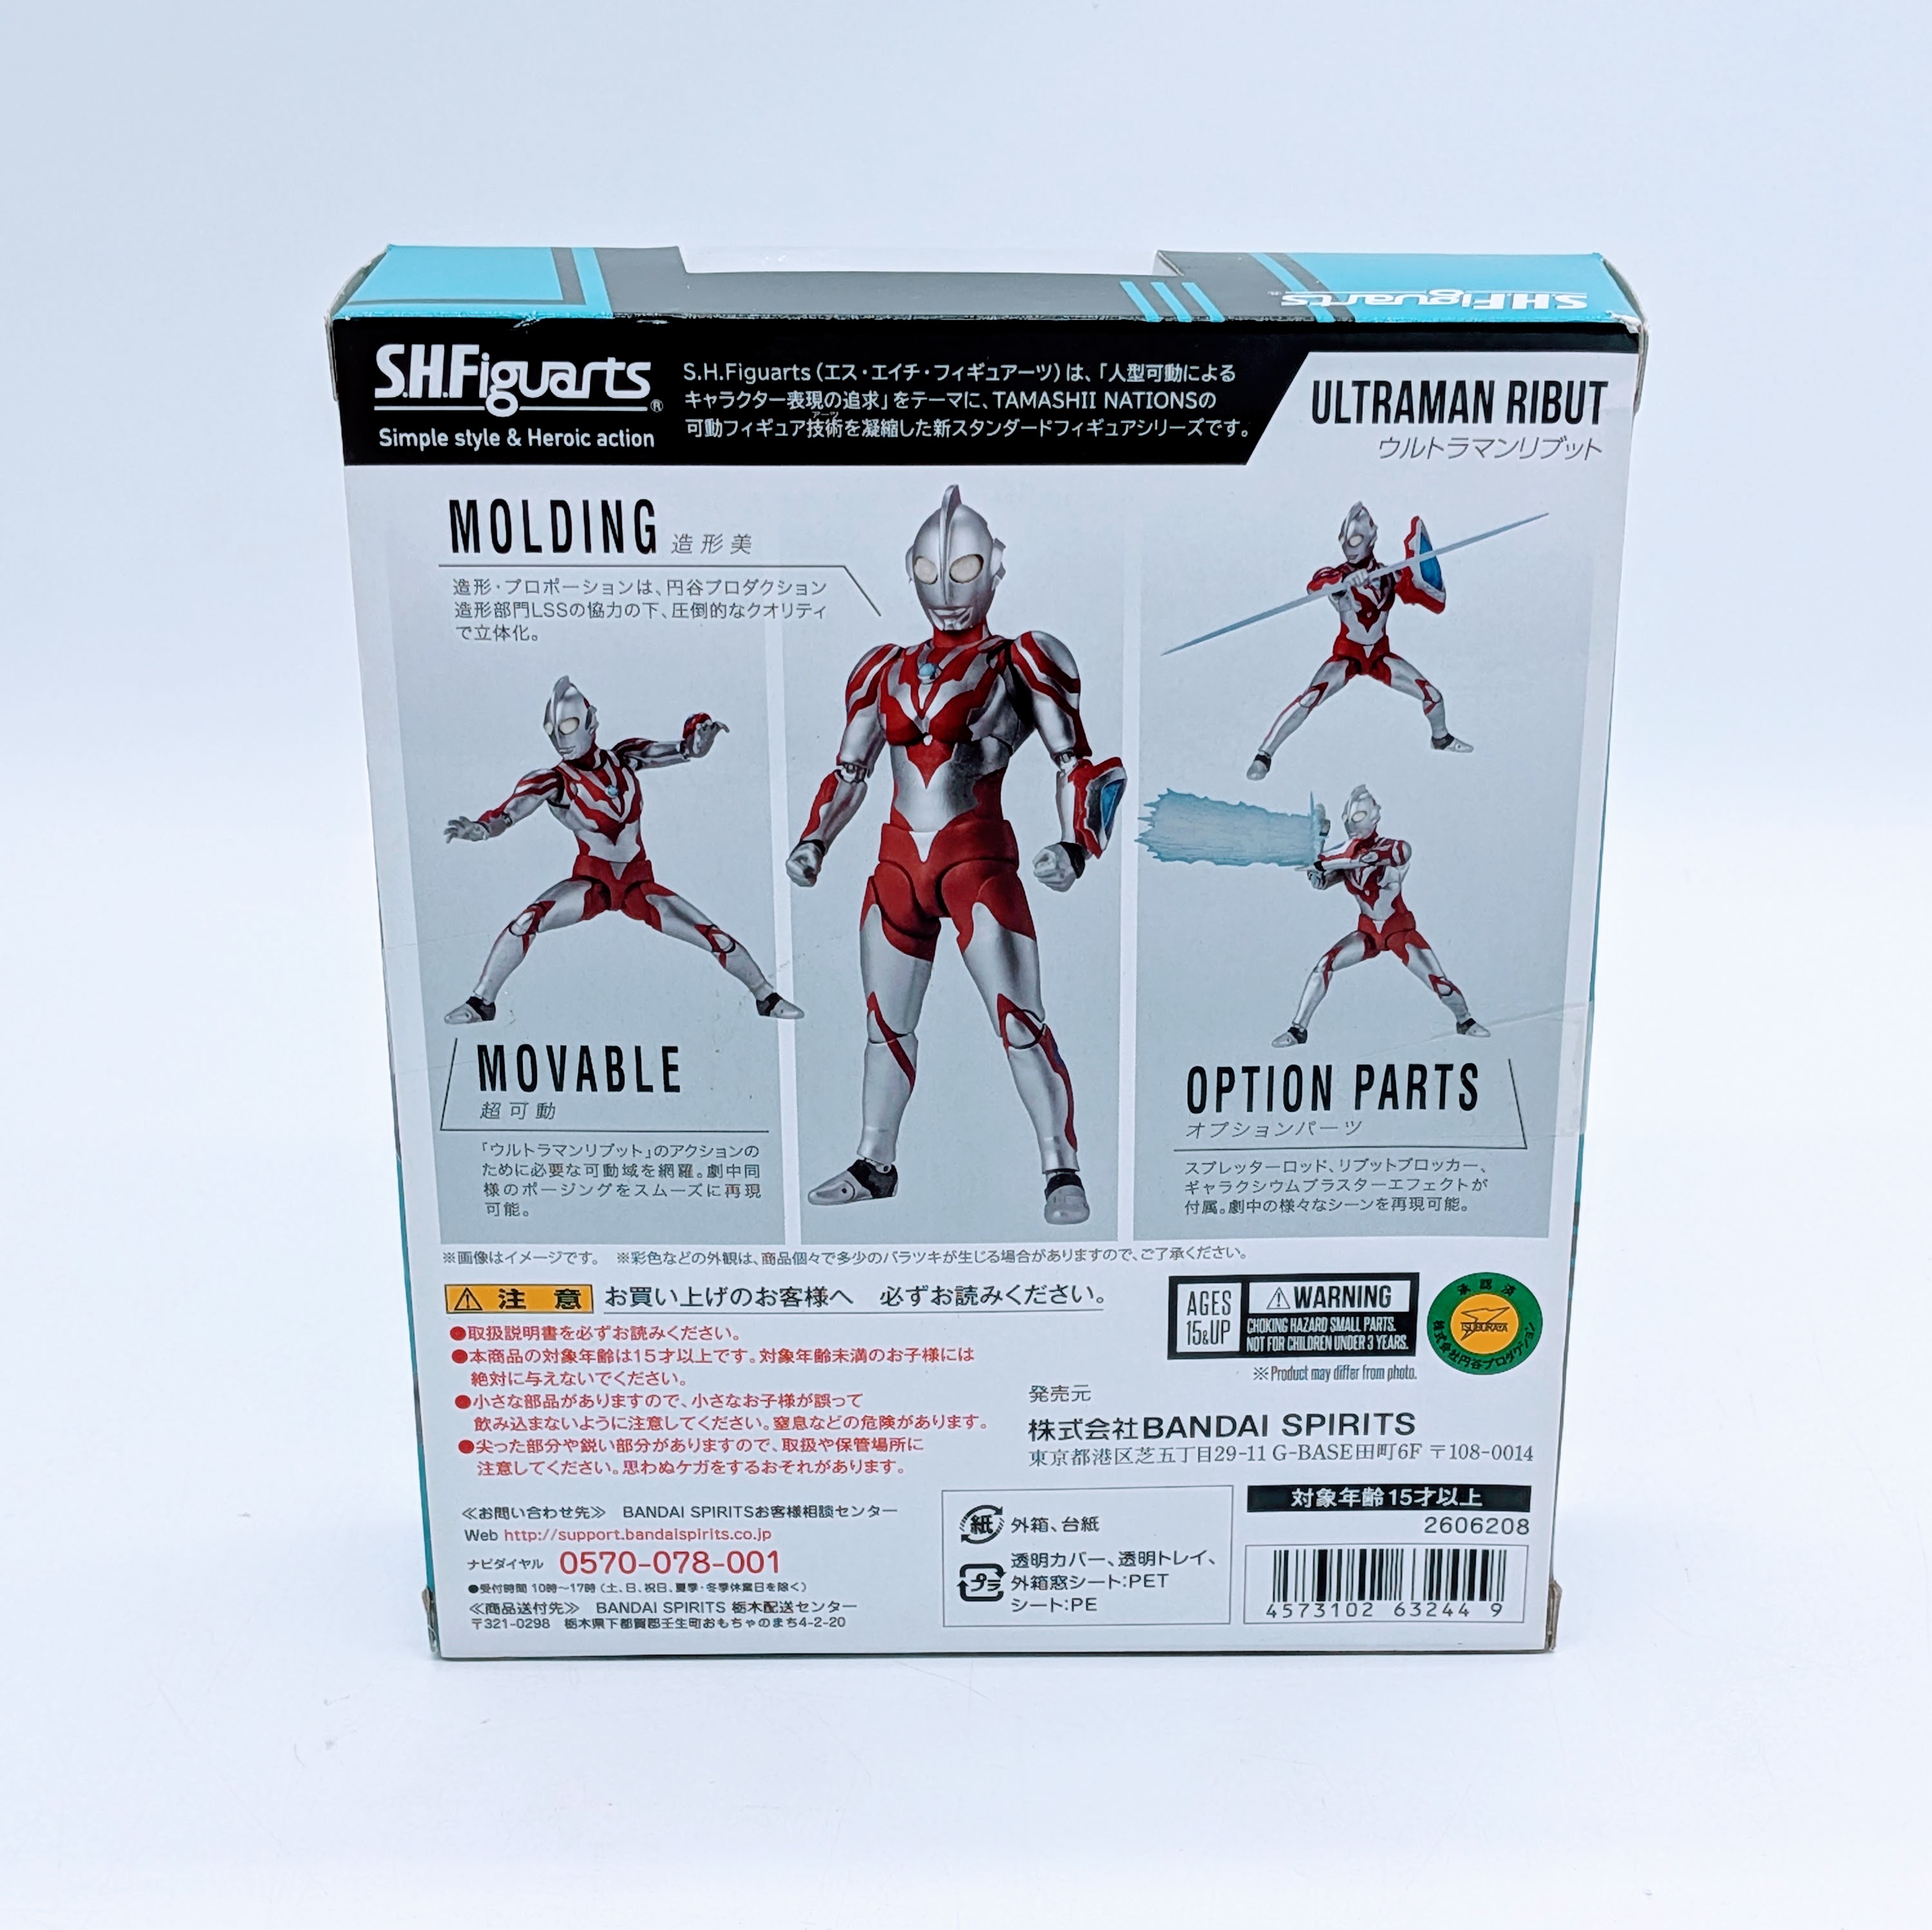 S.H.Figuarts®
S.H.Figuarts®
Simple style & Heroic action
S.H.Figuarts（エス・エイチ・フィギュアーツ）は、「人型可動による
キャラクター表現の追求」をテーマに、TAMASHII NATIONSの
アーツ
可動フィギュア技術を凝縮した新スタンダードフィギュアシリーズです。
ULTRAMAN RIBUT
ウルトラマンリブット
MOLDING 造形美
造形・プロポーションは、円谷プロダクション
造形部門LSSの協力の下、圧倒的なクオリティ
で立体化。
MOVABLE
超可動
「ウルトラマンリブット」のアクションの
ために必要な可動域を網羅。劇中同
様のポージングをスムーズに再現
可能。
OPTION PARTS
オプションパーツ
スプレッターロッド、リブットブロッカー、
ギャラクシウムブラスターエフェクトが
付属。劇中の様々なシーンを再現可能。
※画像はイメージです。 ※彩色などの外観は、商品個々で多少のバラツキが生じる場合がありますので、ご了承ください。
⚠注 意 お買い上げのお客様へ 必ずお読みください。
●取扱説明書を必ずお読みください。
●本商品の対象年齢は15才以上です。対象年齢未満のお子様には
絶対に与えないでください。
●小さな部品がありますので、小さなお子様が誤って
飲み込まないように注意してください。窒息などの危険があります。
●尖った部分や鋭い部分がありますので、取扱や保管場所に
注意してください。思わぬケガをするおそれがあります。
AGES
15&UP
⚠WARNING
CHOKING HAZARD SMALL PARTS.
NOT FOR CHILDREN UNDER 3 YEARS.
※Product may differ from photo.
承認済
TSUBURAYA
株式会社円谷プロダクション
発売元
株式会社BANDAI SPIRITS
東京都港区芝五丁目29-11 G-BASE田町6F 〒108-0014
≪お問い合わせ先≫ BANDAI SPIRITSお客様相談センター
Web http://support.bandaispirits.co.jp
ナビダイヤル 0570-078-001
●受付時間 10時～17時（土、日、祝日、夏季・冬季休業日を除く）
≪商品送付先≫ BANDAI SPIRITS 栃木配送センター
〒321-0298 栃木県下都賀郡壬生町おもちゃのまち4-2-20
紙 外箱、台紙
プラ 透明カバー、透明トレイ、
外箱窓シート:PET
シート:PE
対象年齢15才以上
2606208
4573102 63244 9